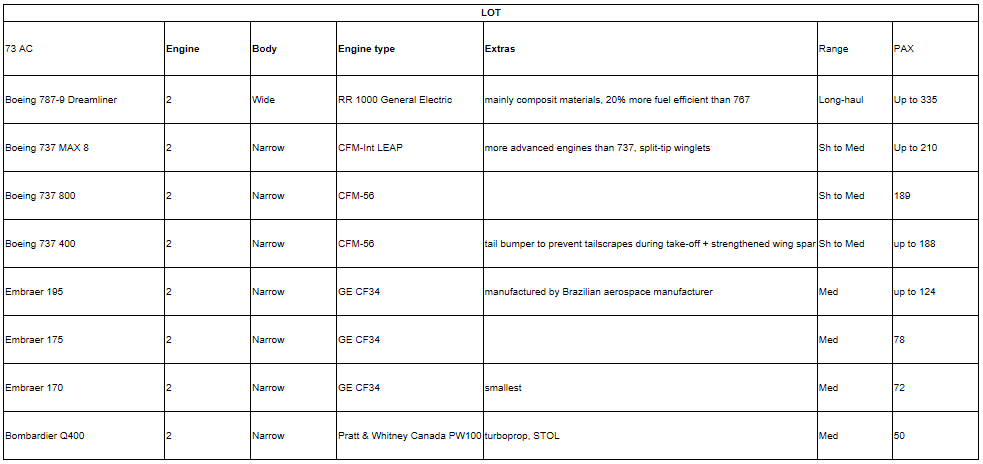 LOT
73 AC Engine Body Engine type Extras Range PAX
Boeing 787-9 Dreamliner 2 Wide RR 1000 General Electric mainly composit materials, 20% more fuel efficient than 767 Long-haul Up to 335
Boeing 737 MAX 8 2 Narrow CFM-Int LEAP more advanced engines than 737, split-tip winglets Sh to Med Up to 210
Boeing 737 800 2 Narrow CFM-56 Sh to Med 189
Boeing 737 400 2 Narrow CFM-56 tail bumper to prevent tailscrapes during take-off + strengthened wing spar Sh to Med up to 188
Embraer 195 2 Narrow GE CF34 manufactured by Brazilian aerospace manufacturer Med up to 124
Embraer 175 2 Narrow GE CF34 Med 78
Embraer 170 2 Narrow GE CF34 smallest Med 72
Bombardier Q400 2 Narrow Pratt & Whitney Canada PW100 turboprop, STOL Med 50